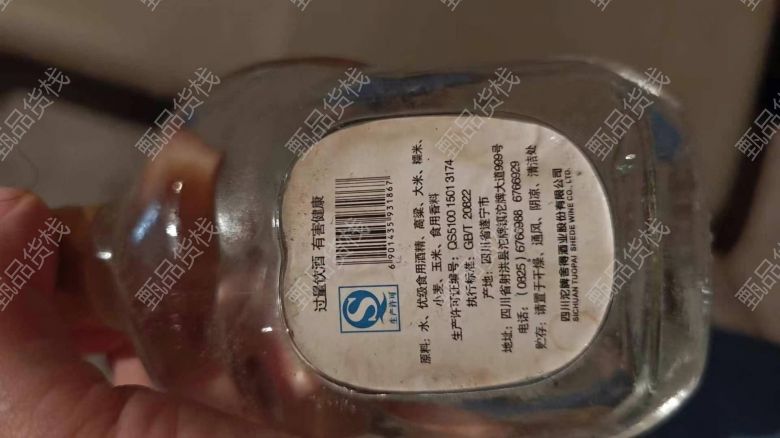 过量饮酒 有害健康
6 901435 931867
生产许可
原料：水、优级食用酒精、高粱、大米、糯米、
小麦、玉米、食用香料
生产许可证编号：QS5100 1501 3174
执行标准：GB/T 20822
产地：四川省遂宁市
地址：四川省射洪县沱牌镇沱牌大道999号
电话：（0825）6766988 6766929
贮存：请置于干燥、通风、阴凉、清洁处
四川沱牌舍得酒业股份有限公司
SICHUAN TUOPAI SHEDE WINE CO., LTD.
甄品货栈